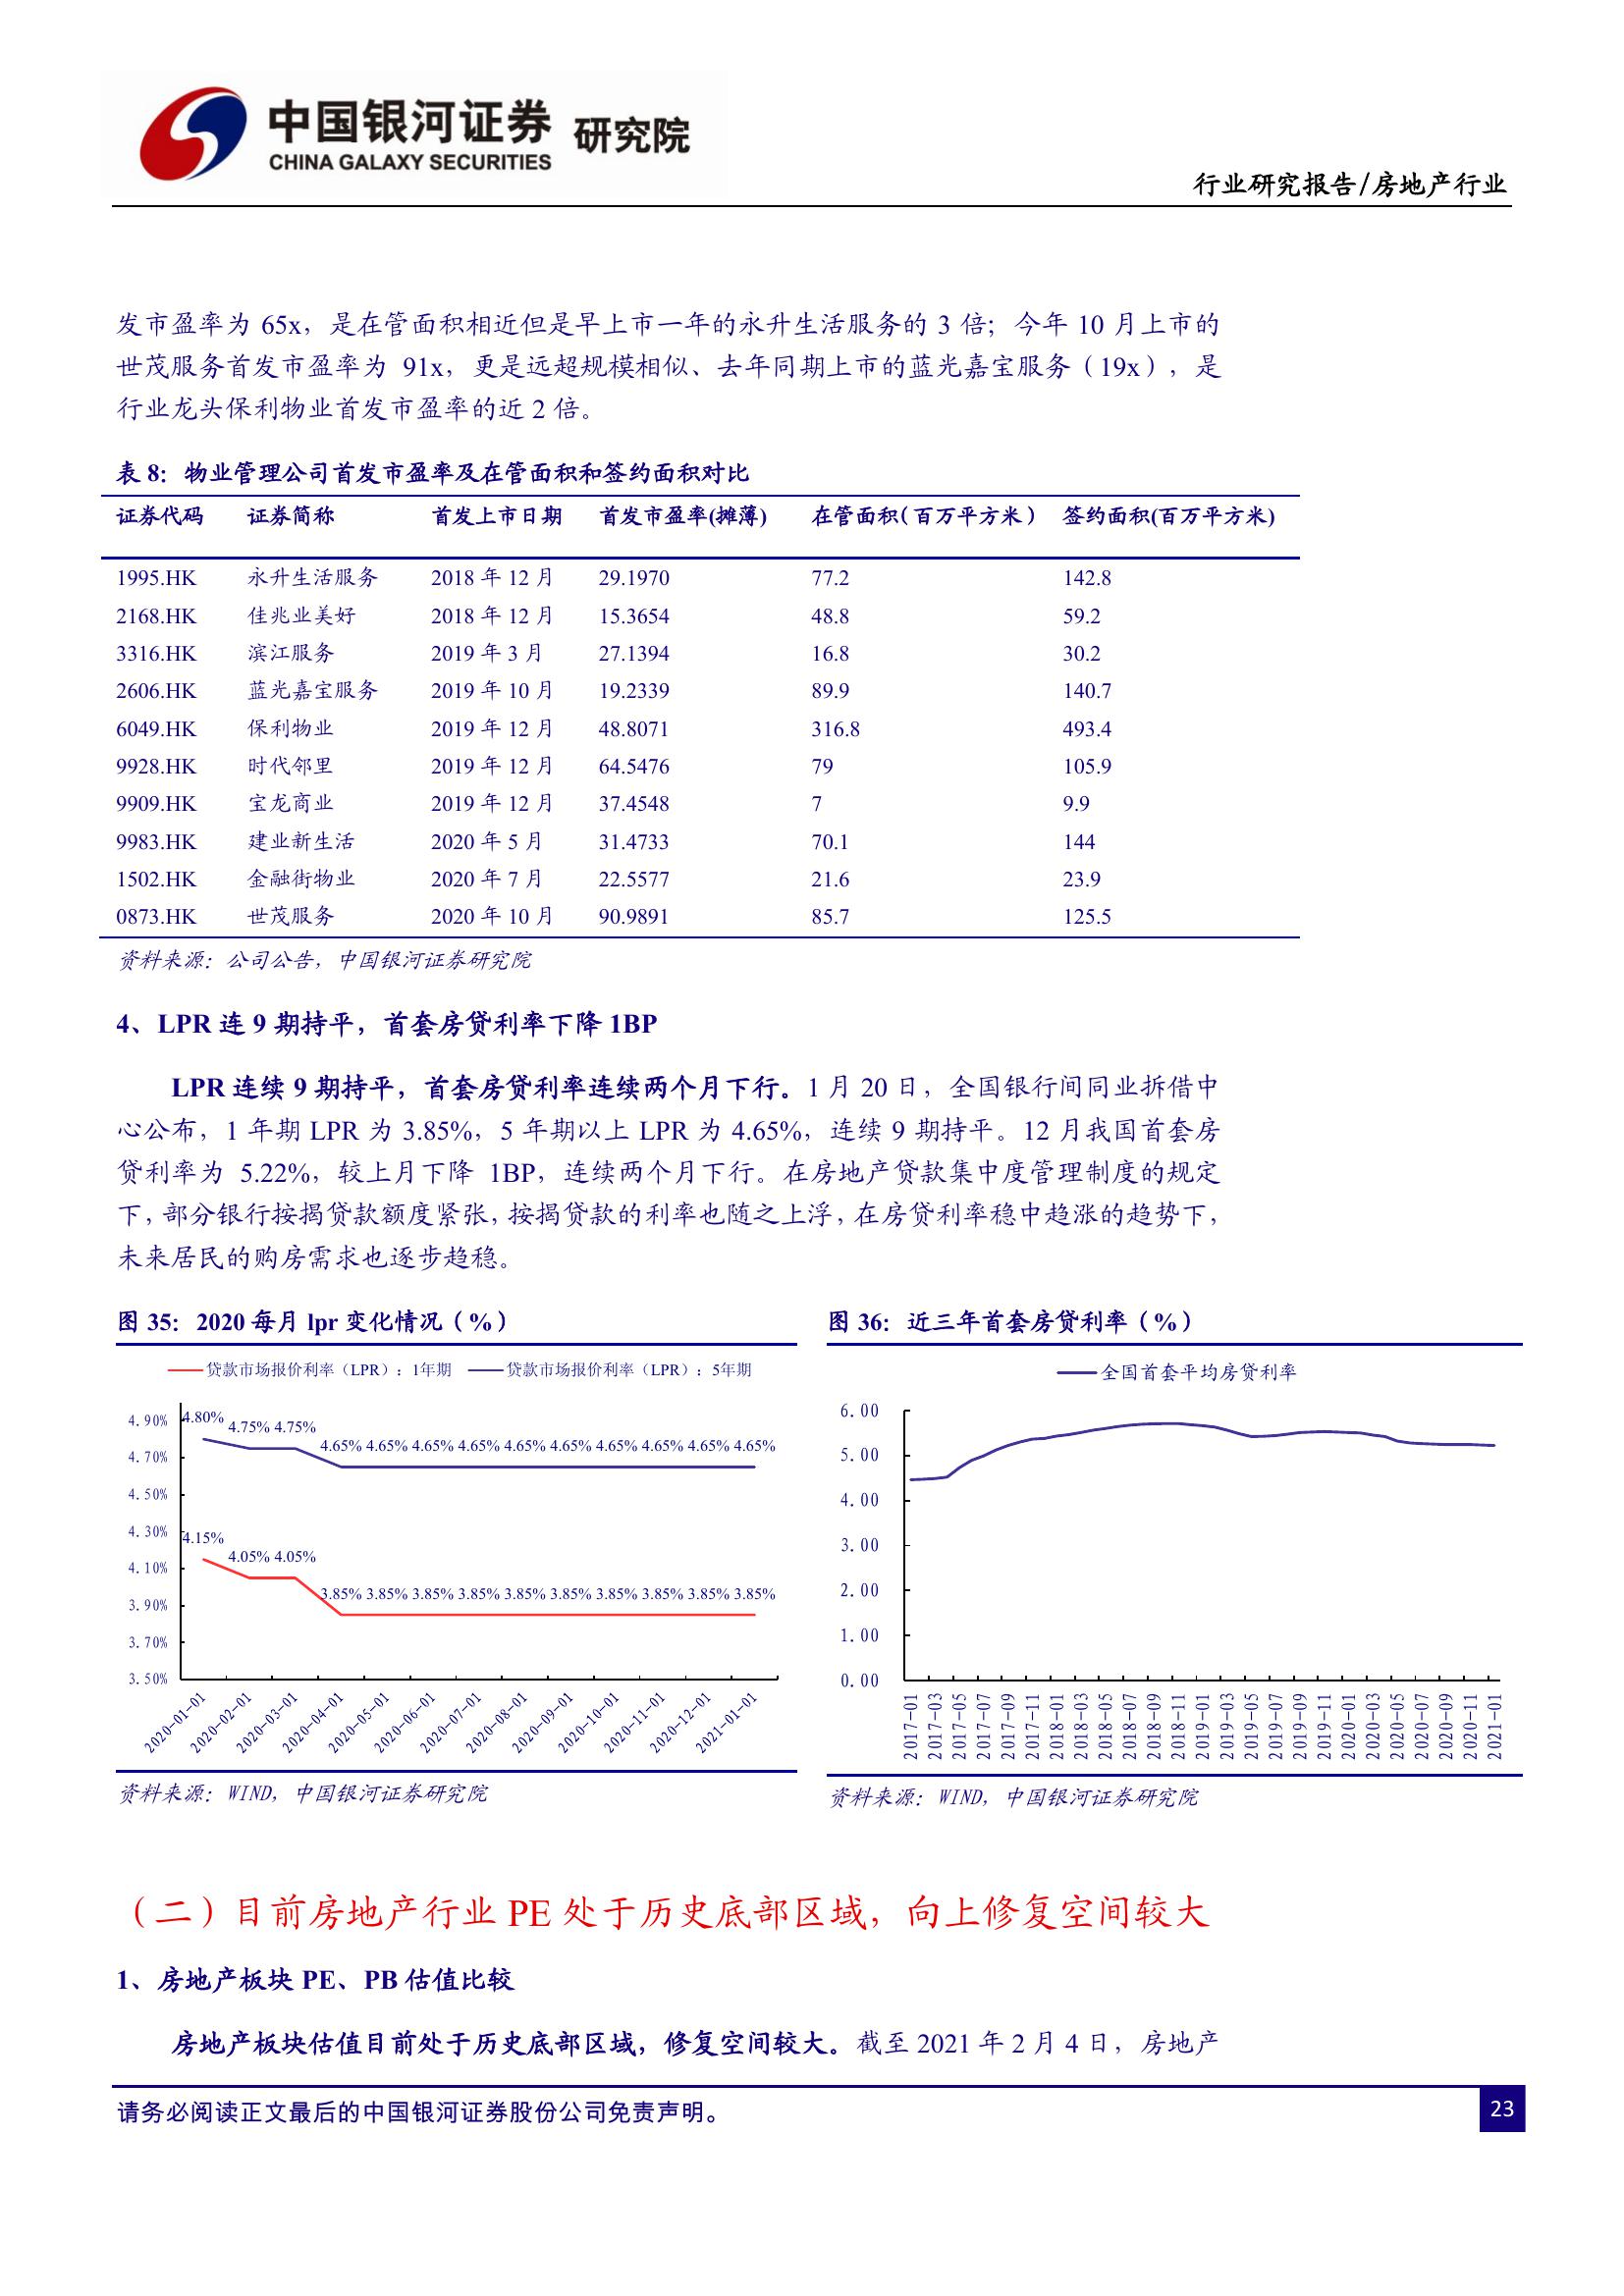 中国银河证券 研究院
CHINA GALAXY SECURITIES
行业研究报告/房地产行业
发市盈率为 65x，是在管面积相近但是早上市一年的永升生活服务的 3 倍；今年 10 月上市的
世茂服务首发市盈率为 91x，更是远超规模相似、去年同期上市的蓝光嘉宝服务（19x），是
行业龙头保利物业首发市盈率的近 2 倍。
表 8：物业管理公司首发市盈率及在管面积和签约面积对比
证券代码 证券简称 首发上市日期 首发市盈率(摊薄) 在管面积（百万平方米） 签约面积(百万平方米)
1995.HK 永升生活服务 2018 年 12 月 29.1970 77.2 142.8
2168.HK 佳兆业美好 2018 年 12 月 15.3654 48.8 59.2
3316.HK 滨江服务 2019 年 3 月 27.1394 16.8 30.2
2606.HK 蓝光嘉宝服务 2019 年 10 月 19.2339 89.9 140.7
6049.HK 保利物业 2019 年 12 月 48.8071 316.8 493.4
9928.HK 时代邻里 2019 年 12 月 64.5476 79 105.9
9909.HK 宝龙商业 2019 年 12 月 37.4548 7 9.9
9983.HK 建业新生活 2020 年 5 月 31.4733 70.1 144
1502.HK 金融街物业 2020 年 7 月 22.5577 21.6 23.9
0873.HK 世茂服务 2020 年 10 月 90.9891 85.7 125.5
资料来源：公司公告，中国银河证券研究院
4、LPR 连 9 期持平，首套房贷利率下降 1BP
LPR 连续 9 期持平，首套房贷利率连续两个月下行。1 月 20 日，全国银行间同业拆借中
心公布，1 年期 LPR 为 3.85%，5 年期以上 LPR 为 4.65%，连续 9 期持平。12 月我国首套房
贷利率为 5.22%，较上月下降 1BP，连续两个月下行。在房地产贷款集中度管理制度的规定
下，部分银行按揭贷款额度紧张，按揭贷款的利率也随之上浮，在房贷利率稳中趋涨的趋势下，
未来居民的购房需求也逐步趋稳。
图 35：2020 每月 lpr 变化情况（%）
贷款市场报价利率（LPR）：1年期 贷款市场报价利率（LPR）：5年期
4.90%
4.70%
4.50%
4.30%
4.10%
3.90%
3.70%
3.50%
4.80% 4.75% 4.75% 4.65% 4.65% 4.65% 4.65% 4.65% 4.65% 4.65% 4.65% 4.65% 4.65%
4.15% 4.05% 4.05% 3.85% 3.85% 3.85% 3.85% 3.85% 3.85% 3.85% 3.85% 3.85% 3.85%
2020-01-01 2020-02-01 2020-03-01 2020-04-01 2020-05-01 2020-06-01 2020-07-01 2020-08-01 2020-09-01 2020-10-01 2020-11-01 2020-12-01 2021-01-01
资料来源：WIND，中国银河证券研究院
图 36：近三年首套房贷利率（%）
全国首套平均房贷利率
6.00
5.00
4.00
3.00
2.00
1.00
0.00
2017-01 2017-03 2017-05 2017-07 2017-09 2017-11 2018-01 2018-03 2018-05 2018-07 2018-09 2018-11 2019-01 2019-03 2019-05 2019-07 2019-09 2019-11 2020-01 2020-03 2020-05 2020-07 2020-09 2020-11 2021-01
资料来源：WIND，中国银河证券研究院
（二）目前房地产行业 PE 处于历史底部区域，向上修复空间较大
1、房地产板块 PE、PB 估值比较
房地产板块估值目前处于历史底部区域，修复空间较大。截至 2021 年 2 月 4 日，房地产
请务必阅读正文最后的中国银河证券股份公司免责声明。
23